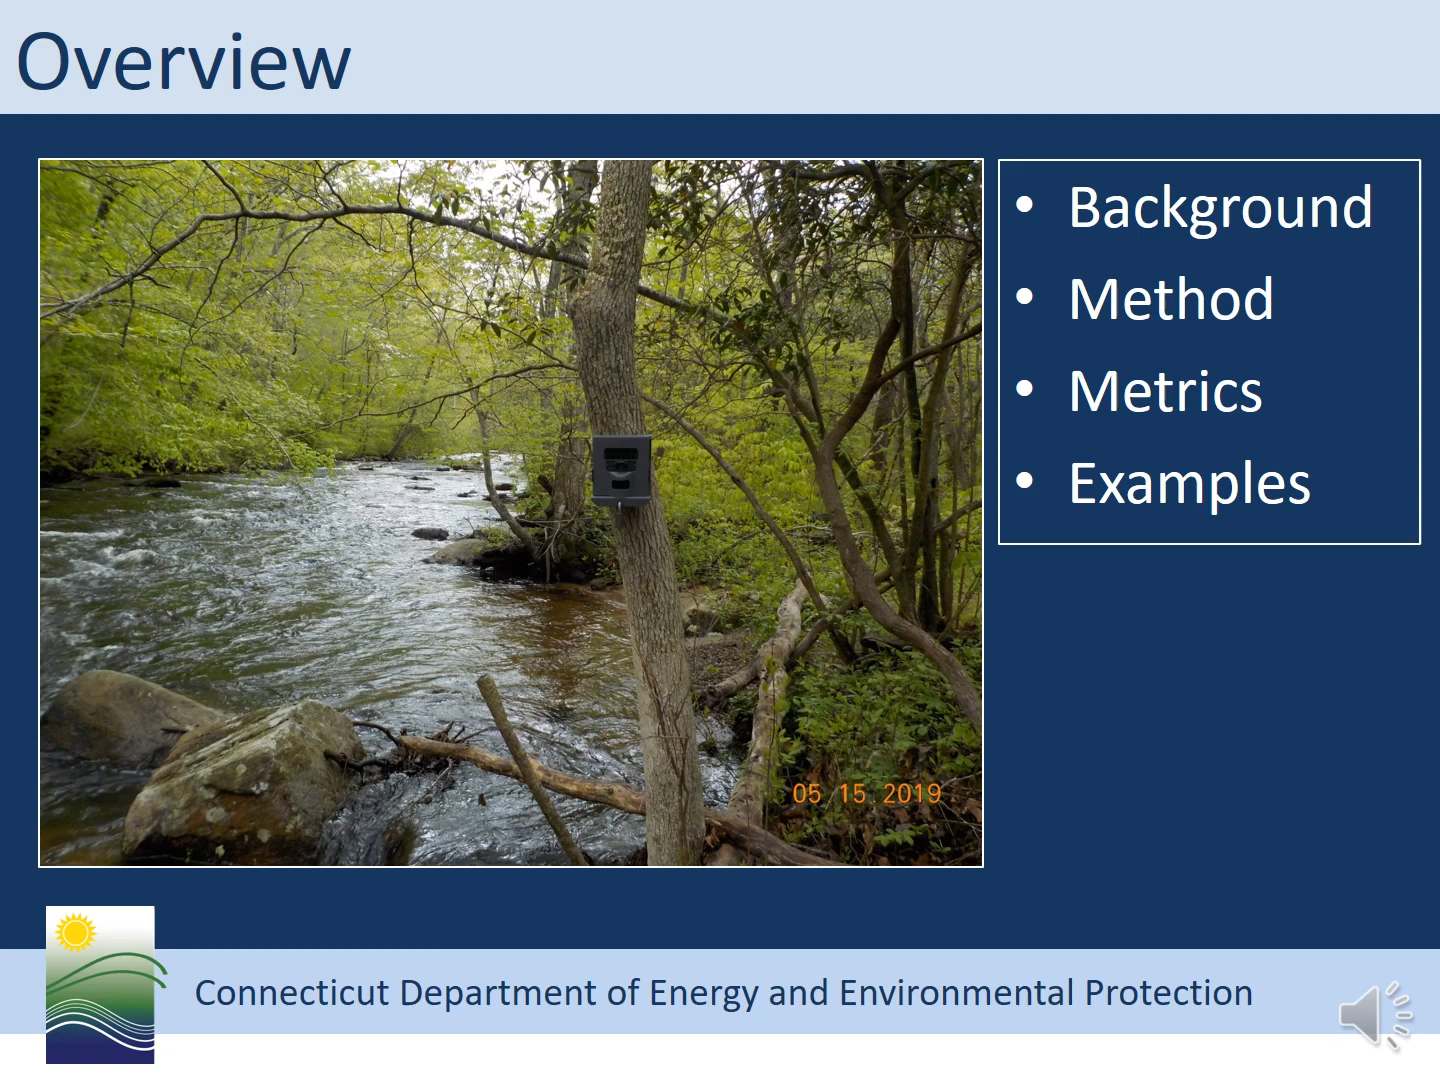 Overview
• Background
• Method
• Metrics
• Examples
05.15.2019
Connecticut Department of Energy and Environmental Protection